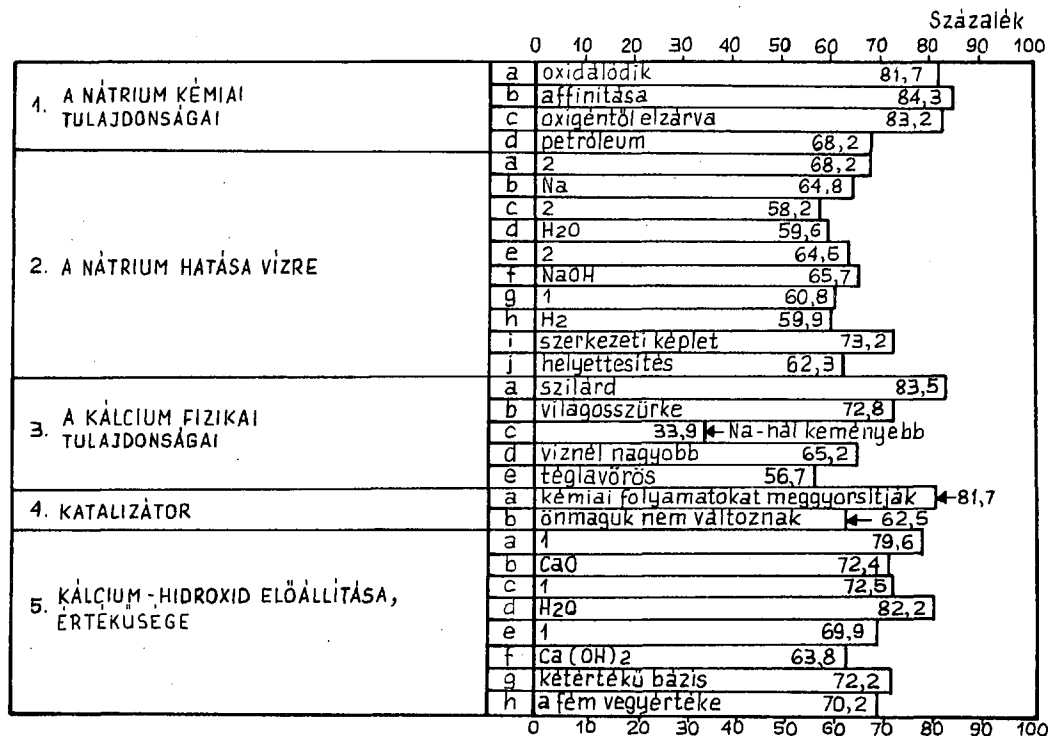 Százalék
0 10 20 30 40 50 60 70 80 90 100
1. A NÁTRIUM KÉMIAI
TULAJDONSÁGAI
a oxidálódik 81,7
b affinitása 84,3
c oxigéntől elzárva 83,2
d petróleum 68,2
2. A NÁTRIUM HATÁSA VÍZRE
a 2 68,2
b Na 64,8
c 2 58,2
d H2O 59,6
e 2 64,5
f NaOH 65,7
g 1 60,8
h H2 59,9
i szerkezeti képlet 73,2
j helyettesítés 62,3
3. A KÁLCIUM FIZIKAI
TULAJDONSÁGAI
a szilárd 83,5
b világosszürke 72,8
c 33,9 Na-nál keményebb
d víznél nagyobb 65,2
e téglavörös 56,7
4. KATALIZÁTOR
a kémiai folyamatokat meggyorsítják 81,7
b önmaguk nem változnak 62,5
5. KÁLCIUM-HIDROXID ELŐÁLLÍTÁSA,
ÉRTÉKŰSÉGE
a 1 79,6
b CaO 72,4
c 1 72,5
d H2O 82,2
e 1 69,9
f Ca(OH)2 63,8
g kétértékű bázis 72,2
h a fém vegyértéke 70,2
0 10 20 30 40 50 60 70 80 90 100